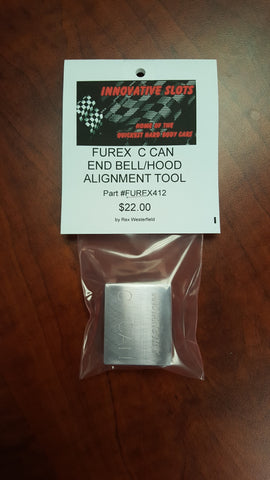 INNOVATIVE SLOTS
HOME OF THE
QUICKEST HARD BODY CARS
FUREX C CAN
END BELL/HOOD
ALIGNMENT TOOL
Part #FUREX412
$22.00
by Rex Westerfield